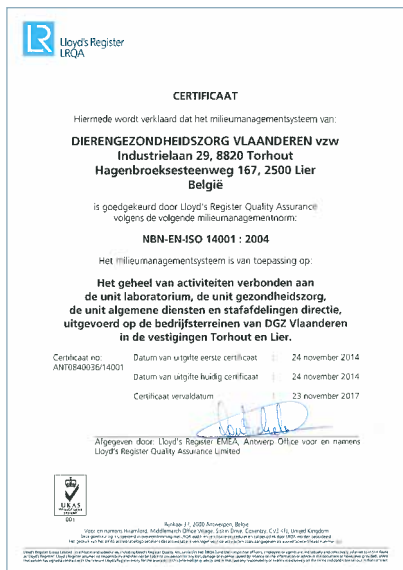 Lloyd's Register
LRQA
CERTIFICAAT
Hiermede wordt verklaard dat het milieumanagementsysteem van:
DIERENGEZONDHEIDSZORG VLAANDEREN vzw
Industrielaan 29, 8820 Torhout
Hagenbroeksesteenweg 167, 2500 Lier
België
is goedgekeurd door Lloyd's Register Quality Assurance
volgens de volgende milieumanagementnorm:
NBN-EN-ISO 14001 : 2004
Het milieumanagementsysteem is van toepassing op:
Het geheel van activiteiten verbonden aan
de unit laboratorium, de unit gezondheidszorg,
de unit algemene diensten en stafafdelingen directie,
uitgevoerd op de bedrijfsterreinen van DGZ Vlaanderen
in de vestigingen Torhout en Lier.
Certificaat no: Datum van uitgifte eerste certificaat : 24 november 2014
ANT0840036/14001
Datum van uitgifte huidig certificaat : 24 november 2014
Certificaat vervaldatum : 23 november 2017
Afgegeven door: Lloyd's Register EMEA, Antwerp Office voor en namens
Lloyd's Register Quality Assurance Limited
UKAS
001